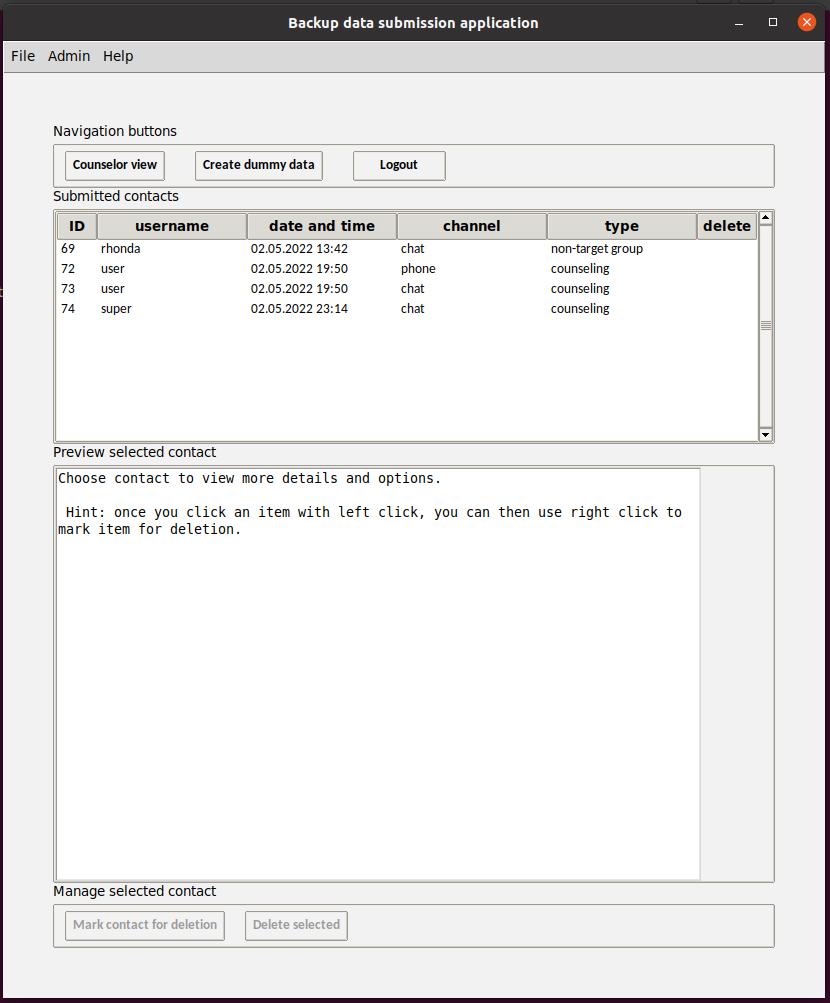 Backup data submission application
File Admin Help
Navigation buttons
Counselor view Create dummy data Logout
Submitted contacts
ID username date and time channel type delete
69 rhonda 02.05.2022 13:42 chat non-target group
72 user 02.05.2022 19:50 phone counseling
73 user 02.05.2022 19:50 chat counseling
74 super 02.05.2022 23:14 chat counseling
Preview selected contact
Choose contact to view more details and options.
Hint: once you click an item with left click, you can then use right click to
mark item for deletion.
Manage selected contact
Mark contact for deletion Delete selected